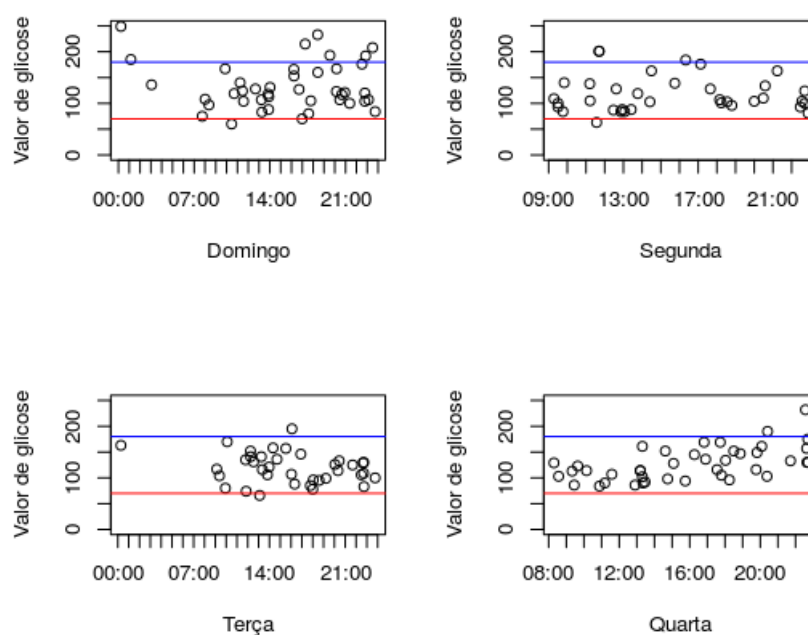 Valor de glicose
0 100 200
00:00 07:00 14:00 21:00
Domingo
Valor de glicose
0 100 200
09:00 13:00 17:00 21:00
Segunda
Valor de glicose
0 100 200
00:00 07:00 14:00 21:00
Terça
Valor de glicose
0 100 200
08:00 12:00 16:00 20:00
Quarta